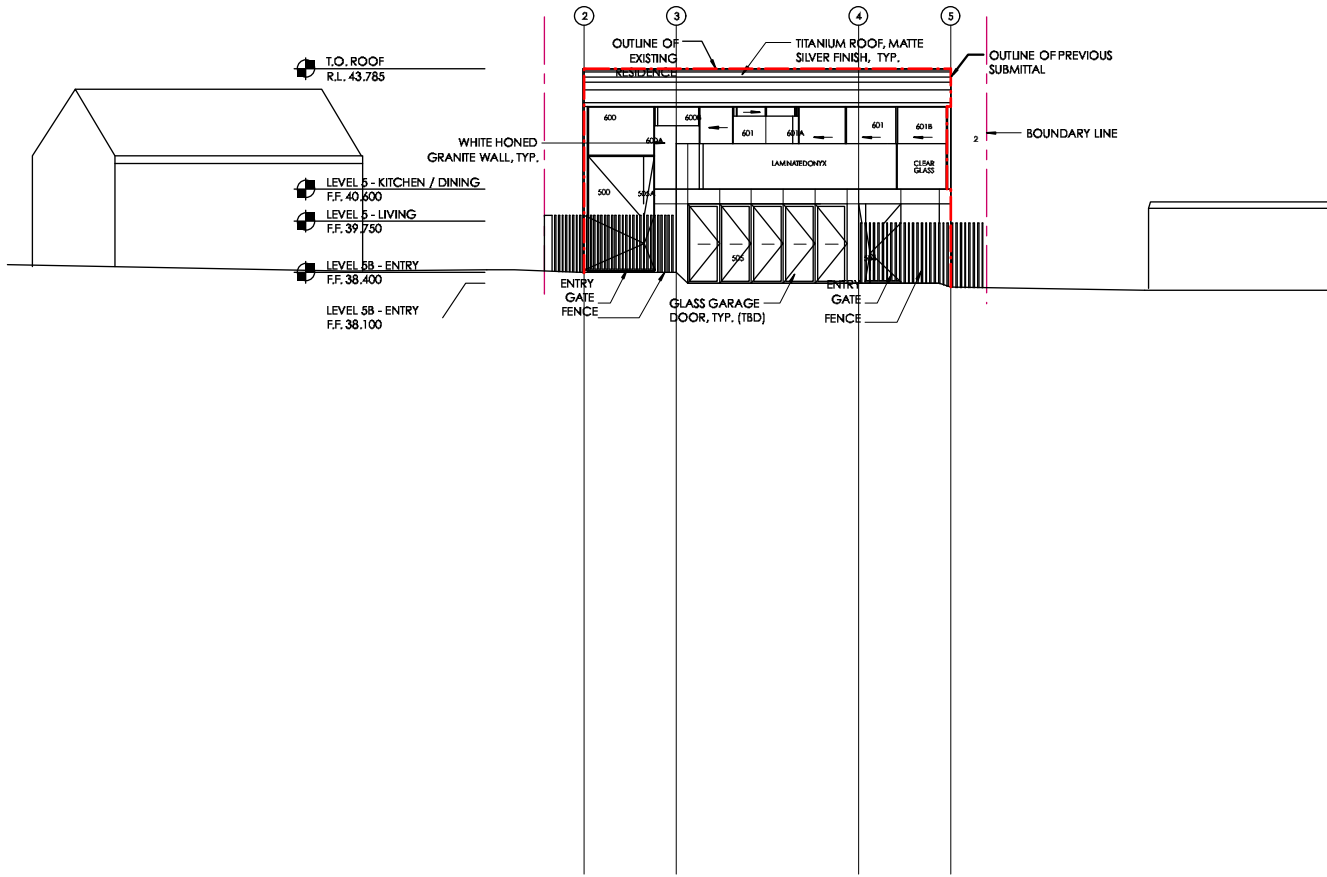 2
3
4
5
OUTLINE OF
EXISTING
RESIDENCE
TITANIUM ROOF, MATTE
SILVER FINISH, TYP.
OUTLINE OF PREVIOUS
SUBMITTAL
T.O. ROOF
R.L. 43.785
WHITE HONED
GRANITE WALL, TYP.
600
600A
600B
601
601A
601
601B
2
BOUNDARY LINE
LAMINATEDONYX
CLEAR
GLASS
LEVEL 5 - KITCHEN / DINING
F.F. 40.600
500
505A
LEVEL 5 - LIVING
F.F. 39.750
LEVEL 5B - ENTRY
F.F. 38.400
505
LEVEL 5B - ENTRY
F.F. 38.100
ENTRY
GATE
FENCE
GLASS GARAGE
DOOR, TYP. (TBD)
ENTRY
GATE
FENCE